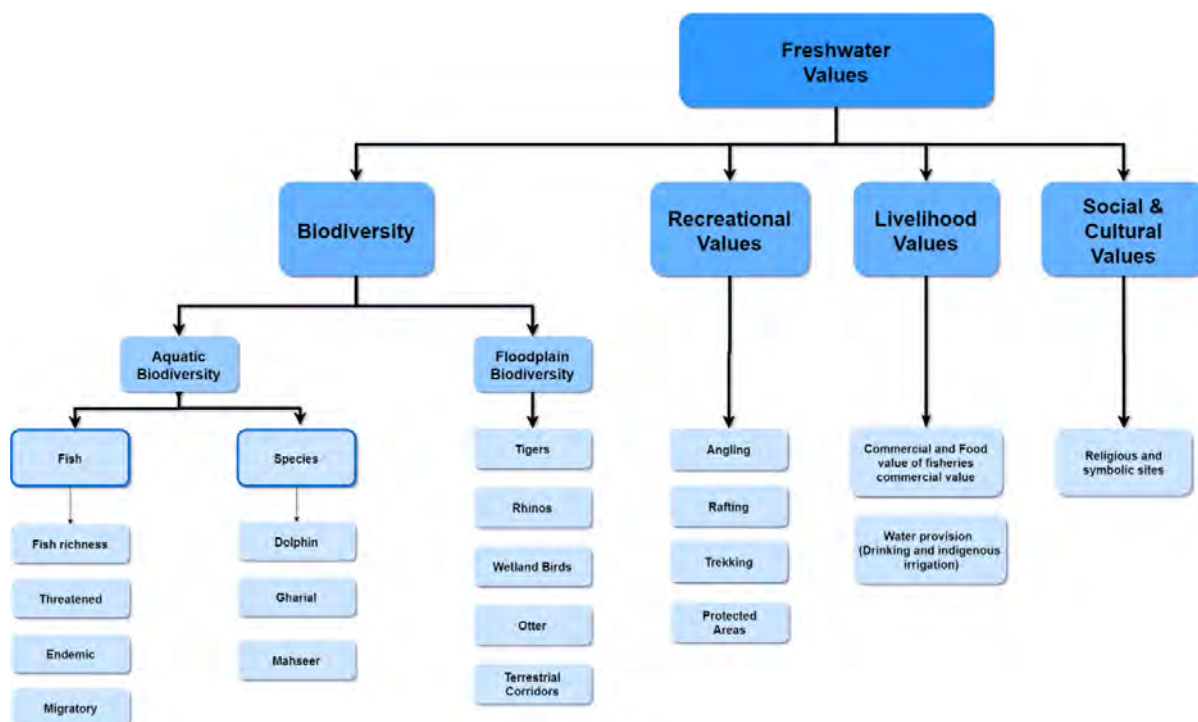 Freshwater
Values
Biodiversity
Recreational
Values
Livelihood
Values
Social &
Cultural
Values
Aquatic
Biodiversity
Floodplain
Biodiversity
Fish
Species
Tigers
Angling
Commercial and Food
value of fisheries
commercial value
Religious and
symbolic sites
Fish richness
Dolphin
Rhinos
Rafting
Water provision
(Drinking and indigenous
irrigation)
Threatened
Gharial
Wetland Birds
Trekking
Endemic
Mahseer
Otter
Protected
Areas
Migratory
Terrestrial
Corridors